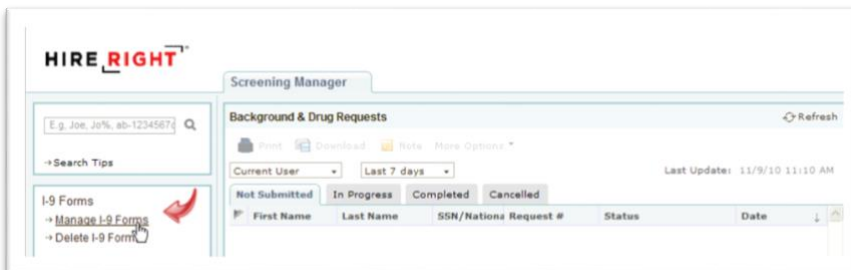 HIRE RIGHT
Screening Manager
E.g, Joe, Jo%, ab-1234567
Search Tips
I-9 Forms
Manage I-9 Forms
Delete I-9 Form
Background & Drug Requests
Refresh
Print Download Note More Options
Current User Last 7 days Last Update: 11/9/10 11:10 AM
Not Submitted In Progress Completed Cancelled
First Name Last Name SSN/Nationa Request # Status Date